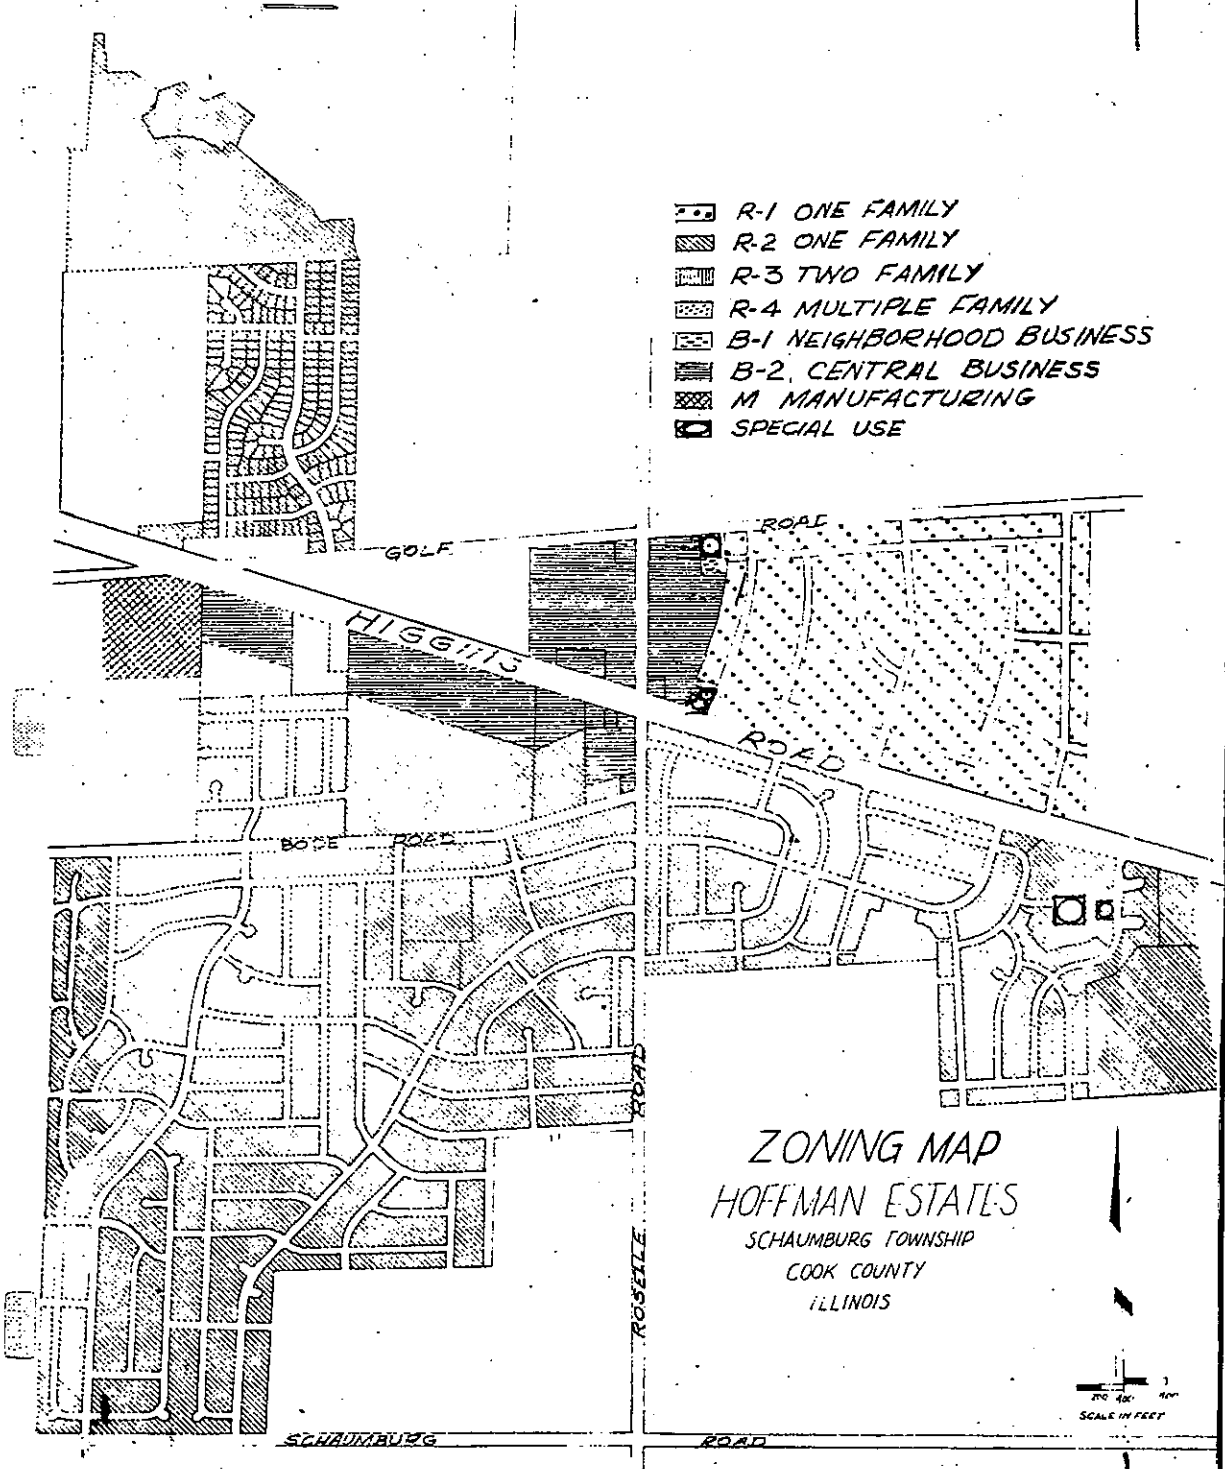 R-1 ONE FAMILY
R-2 ONE FAMILY
R-3 TWO FAMILY
R-4 MULTIPLE FAMILY
B-1 NEIGHBORHOOD BUSINESS
B-2, CENTRAL BUSINESS
M MANUFACTURING
SPECIAL USE
GOLF ROAD
HIGGINS ROAD
BODE ROAD
ROSELLE ROAD
ZONING MAP
HOFFMAN ESTATES
SCHAUMBURG TOWNSHIP
COOK COUNTY
ILLINOIS
SCALE IN FEET
SCHAUMBURG ROAD